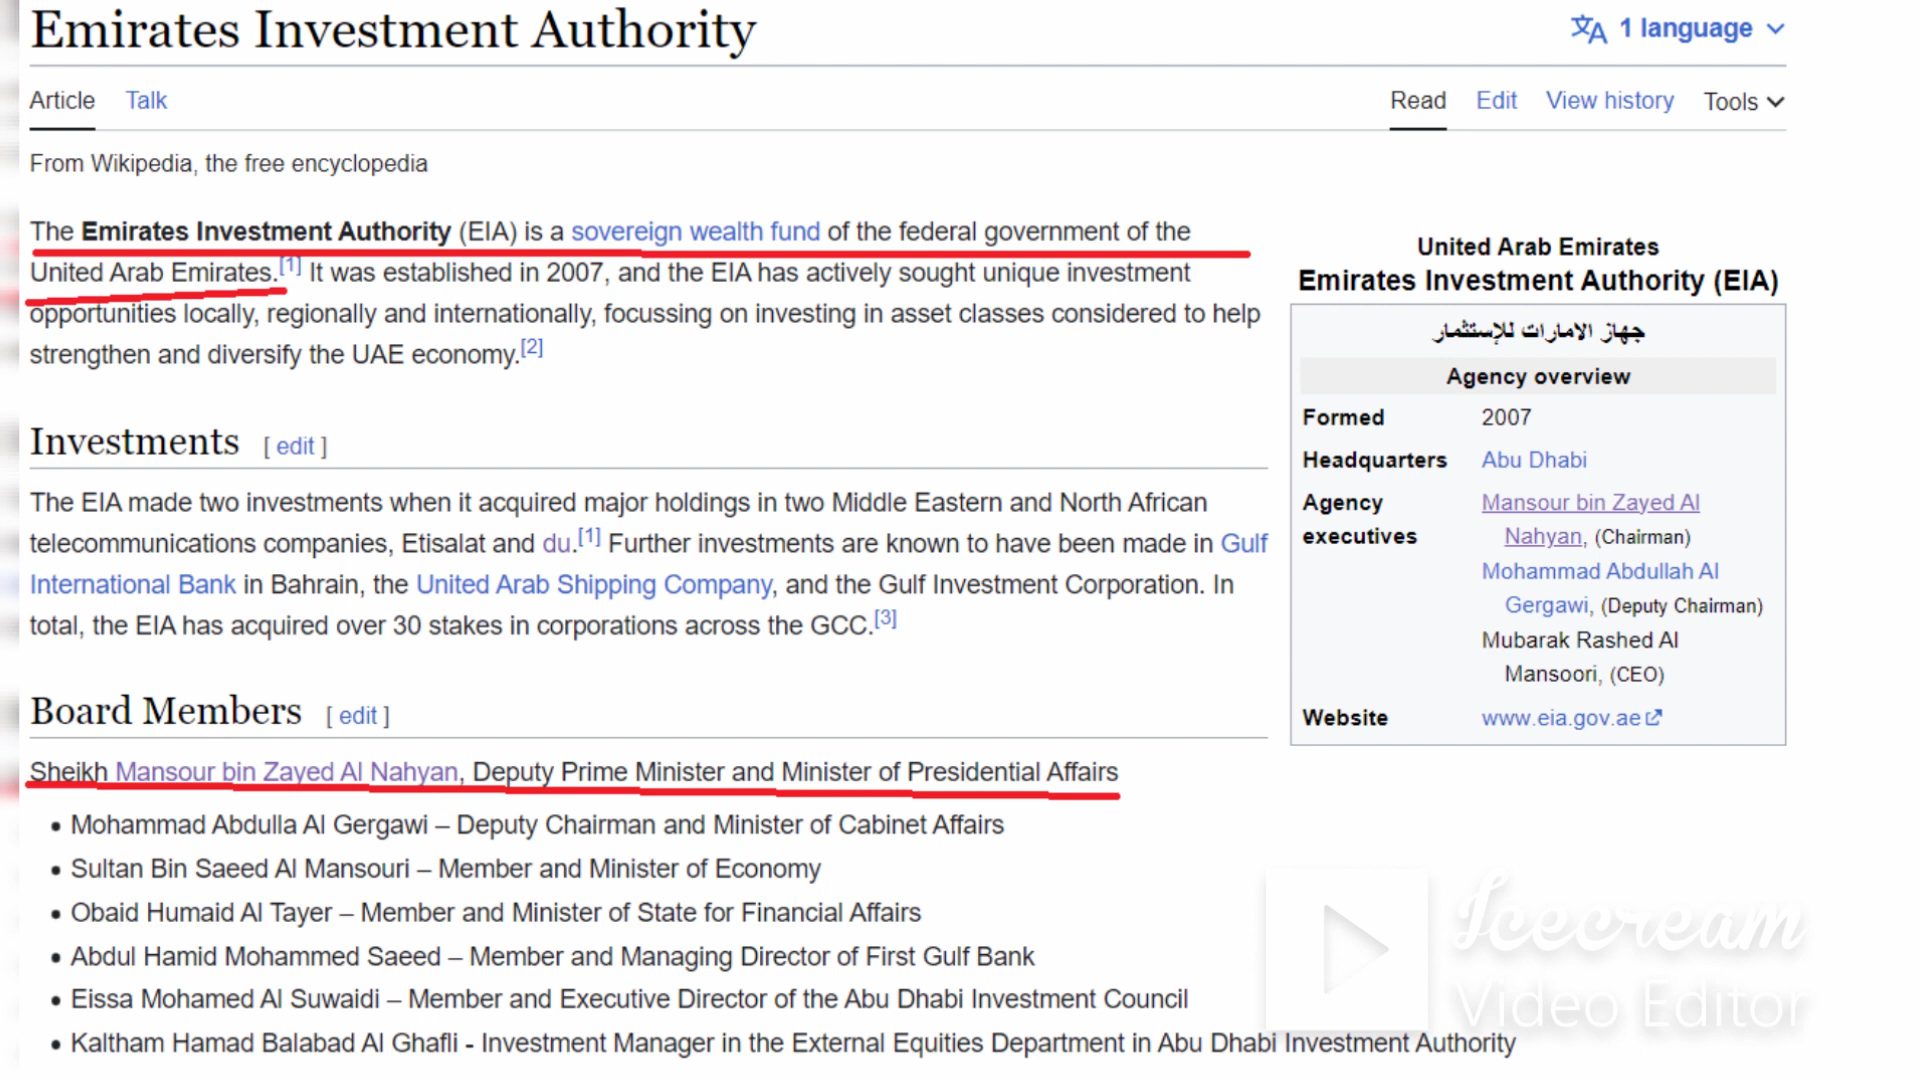 Emirates Investment Authority
1 language
Article Talk
Read Edit View history Tools
From Wikipedia, the free encyclopedia
The Emirates Investment Authority (EIA) is a sovereign wealth fund of the federal government of the
United Arab Emirates.[1] It was established in 2007, and the EIA has actively sought unique investment
opportunities locally, regionally and internationally, focussing on investing in asset classes considered to help
strengthen and diversify the UAE economy.[2]
United Arab Emirates
Emirates Investment Authority (EIA)
جهاز الامارات للإستثمار
Agency overview
Formed 2007
Headquarters Abu Dhabi
Agency executives
Mansour bin Zayed Al
Nahyan, (Chairman)
Mohammad Abdullah Al
Gergawi, (Deputy Chairman)
Mubarak Rashed Al
Mansoori, (CEO)
Website www.eia.gov.ae
Investments [ edit ]
The EIA made two investments when it acquired major holdings in two Middle Eastern and North African
telecommunications companies, Etisalat and du.[1] Further investments are known to have been made in Gulf
International Bank in Bahrain, the United Arab Shipping Company, and the Gulf Investment Corporation. In
total, the EIA has acquired over 30 stakes in corporations across the GCC.[3]
Board Members [ edit ]
Sheikh Mansour bin Zayed Al Nahyan, Deputy Prime Minister and Minister of Presidential Affairs
• Mohammad Abdulla Al Gergawi – Deputy Chairman and Minister of Cabinet Affairs
• Sultan Bin Saeed Al Mansouri – Member and Minister of Economy
• Obaid Humaid Al Tayer – Member and Minister of State for Financial Affairs
• Abdul Hamid Mohammed Saeed – Member and Managing Director of First Gulf Bank
• Eissa Mohamed Al Suwaidi – Member and Executive Director of the Abu Dhabi Investment Council
• Kaltham Hamad Balabad Al Ghafli - Investment Manager in the External Equities Department in Abu Dhabi Investment Authority
Icecream
Video Editor